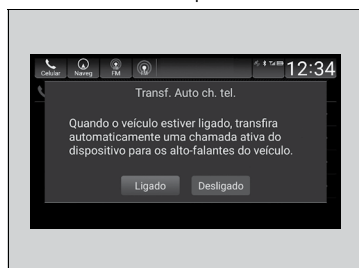 Celular Naveg FM 12:34
Transf. Auto ch. tel.
Quando o veículo estiver ligado, transfira
automaticamente uma chamada ativa do
dispositivo para os alto-falantes do veículo.
Ligado Desligado